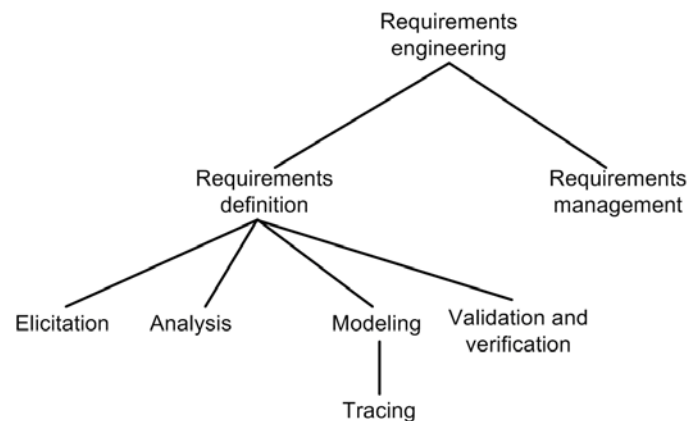 Requirements
engineering
Requirements
definition
Requirements
management
Elicitation
Analysis
Modeling
Validation and
verification
Tracing